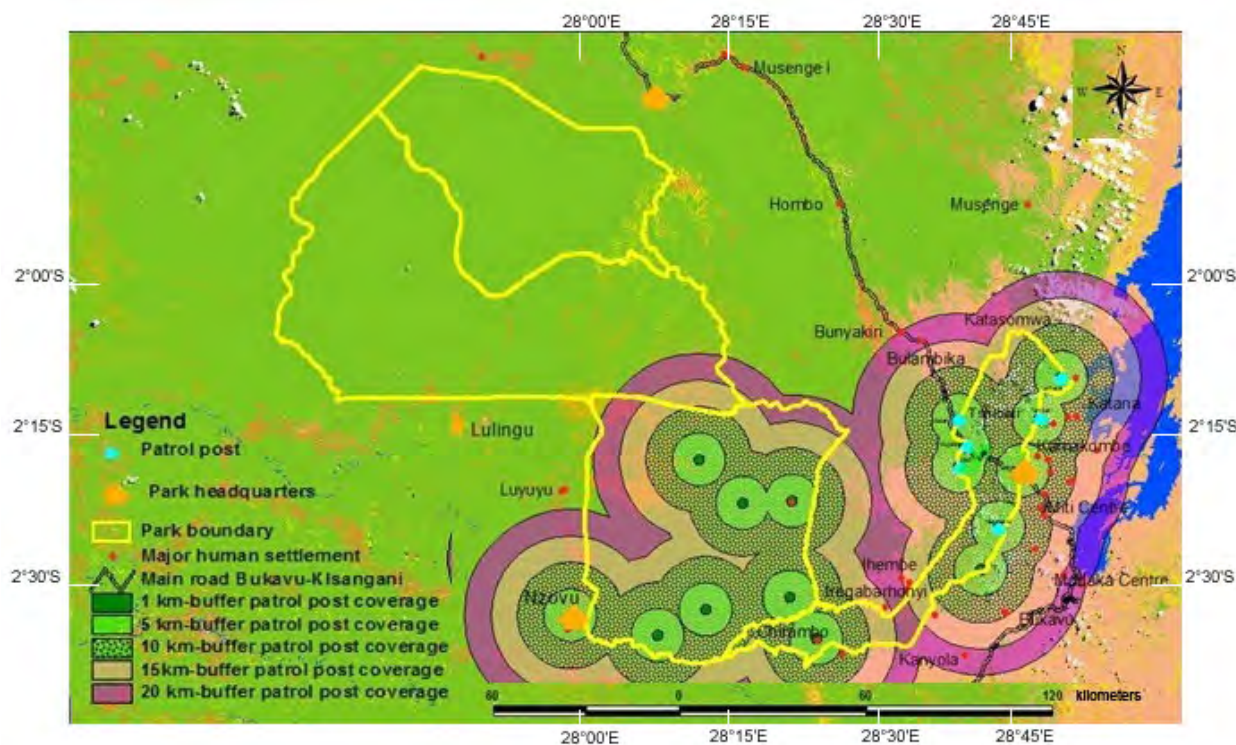 28°00'E 28°15'E 28°30'E 28°45'E
N
W E
S
Musenge I
Hombo
Musenge
2°00'S 2°00'S
Katasomwa
Bunyakiri
Bulambika
Katana
2°15'S 2°15'S
Lulingu
Luyuyu
Miti Centre
Ihembe
2°30'S 2°30'S
Iregabarhonyi
Nzovu
Bukavu
Chirambo
Kanyola
Legend
Patrol post
Park headquarters
Park boundary
Major human settlement
Main road Bukavu-KIsangani
1 km-buffer patrol post coverage
5 km-buffer patrol post coverage
10 km-buffer patrol post coverage
15km-buffer patrol post coverage
20 km-buffer patrol post coverage
60 0 60 120 kilometers
28°00'E 28°15'E 28°30'E 28°45'E